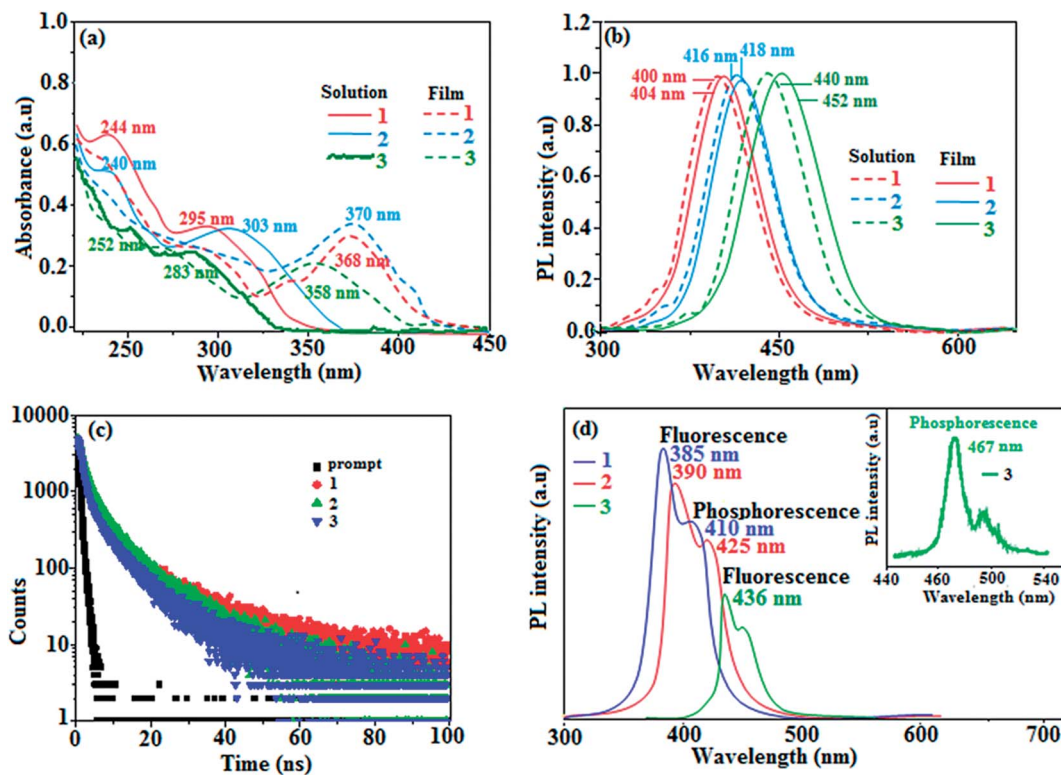 (a)
Absorbance (a.u)
1.0
0.8
0.6
0.4
0.2
0.0
244 nm
240 nm
295 nm
303 nm
370 nm
252 nm
283 nm
368 nm
358 nm
Solution Film
1 1
2 2
3 3
250 300 350 400 450
Wavelength (nm)
(b)
PL intensity (a.u)
1.2
1.0
0.8
0.6
0.4
0.2
0.0
416 nm 418 nm
400 nm 440 nm
404 nm 452 nm
Solution Film
1 1
2 2
3 3
300 450 600
Wavelength (nm)
(c)
Counts
10000
1000
100
10
1
prompt
1
2
3
0 20 40 60 80 100
Time (ns)
(d)
PL intensity (a.u)
1
2
3
Fluorescence
385 nm
390 nm
Phosphorescence
410 nm
425 nm
Fluorescence
436 nm
300 400 500 600 700
Wavelength (nm)
PL intensity (a.u)
Phosphorescence
467 nm
3
440 460 500 540
Wavelength (nm)